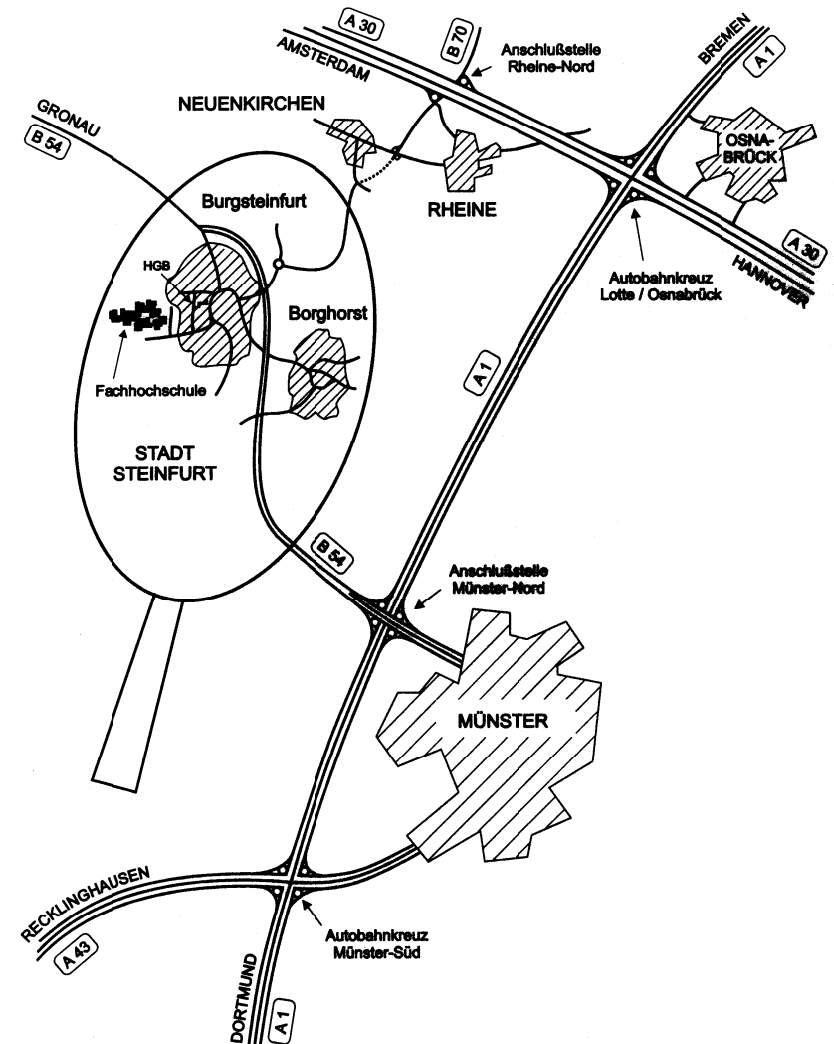 A 30
AMSTERDAM
B 70
Anschlußstelle
Rheine-Nord
BREMEN
A 1
NEUENKIRCHEN
GRONAU
B 54
OSNA-
BRÜCK
Burgsteinfurt
RHEINE
A 30
HANNOVER
HGB
Autobahnkreuz
Lotte / Osnabrück
Borghorst
A 1
Fachhochschule
STADT
STEINFURT
B 54
Anschlußstelle
Münster-Nord
MÜNSTER
RECKLINGHAUSEN
A 43
Autobahnkreuz
Münster-Süd
DORTMUND
A 1